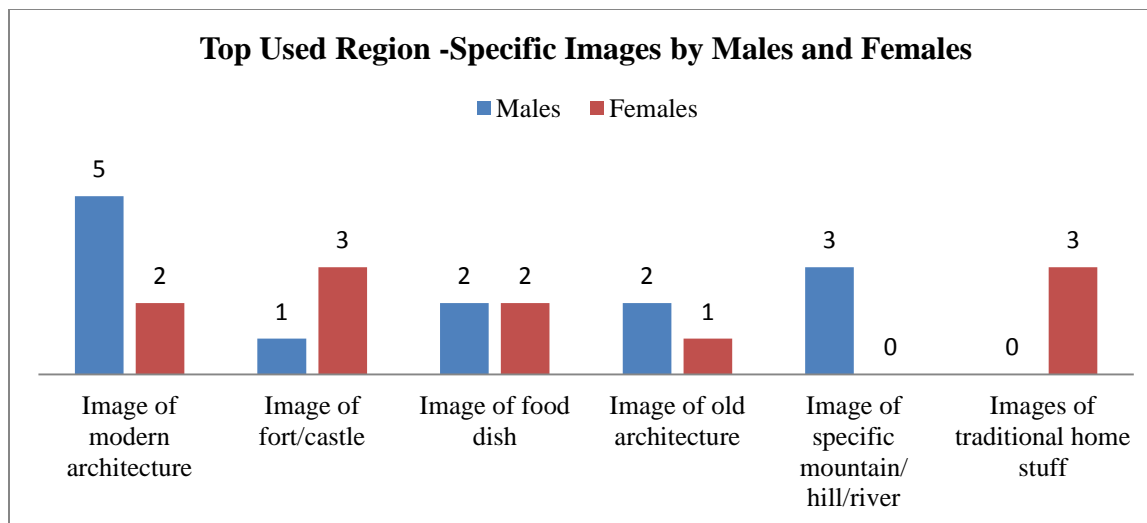 Top Used Region -Specific Images by Males and Females
Males Females
5
2
1
3
2
2
2
1
3
0
0
3
Image of
modern
architecture
Image of
fort/castle
Image of food
dish
Image of old
architecture
Image of
specific
mountain/
hill/river
Images of
traditional home
stuff